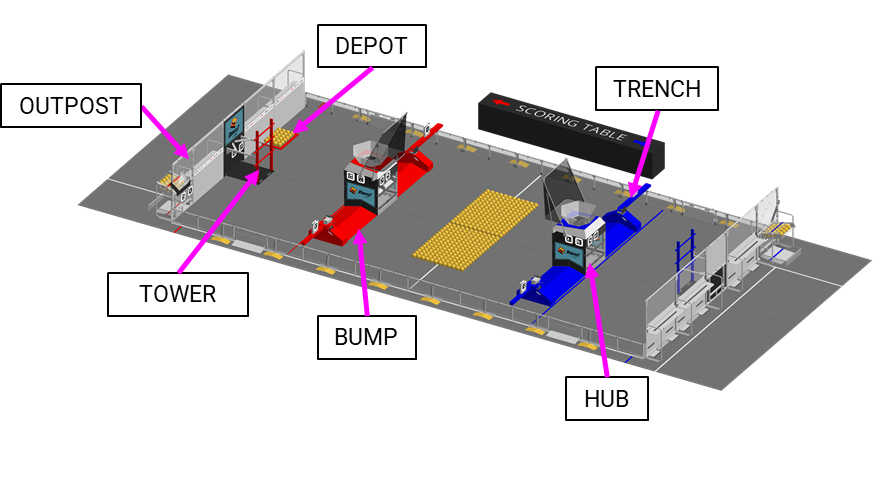 DEPOT
TRENCH
OUTPOST
SCORING TABLE
TOWER
BUMP
HUB